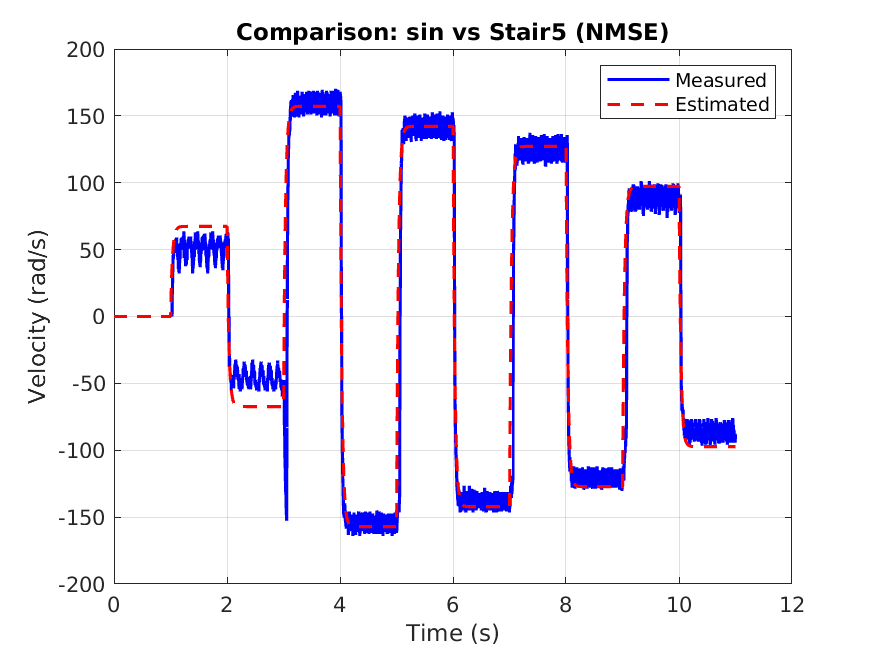 Comparison: sin vs Stair5 (NMSE)
Measured
Estimated
200
150
100
50
0
-50
-100
-150
-200
Velocity (rad/s)
0 2 4 6 8 10 12
Time (s)